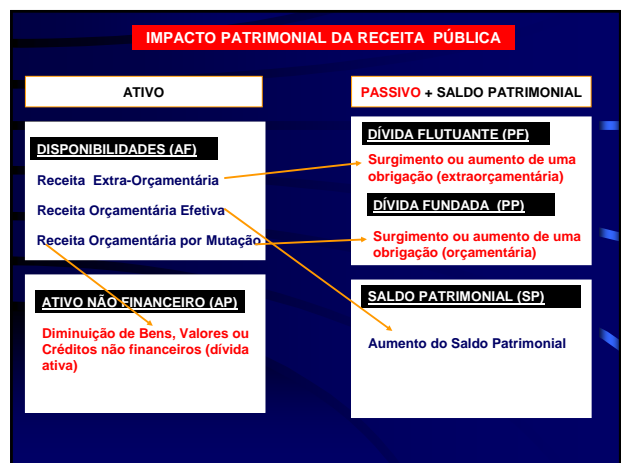 IMPACTO PATRIMONIAL DA RECEITA PÚBLICA
ATIVO
DISPONIBILIDADES (AF)
Receita Extra-Orçamentária
Receita Orçamentária Efetiva
Receita Orçamentária por Mutação
ATIVO NÃO FINANCEIRO (AP)
Diminuição de Bens, Valores ou
Créditos não financeiros (dívida
ativa)
PASSIVO + SALDO PATRIMONIAL
DÍVIDA FLUTUANTE (PF)
Surgimento ou aumento de uma
obrigação (extraorçamentária)
DÍVIDA FUNDADA (PP)
Surgimento ou aumento de uma
obrigação (orçamentária)
SALDO PATRIMONIAL (SP)
Aumento do Saldo Patrimonial